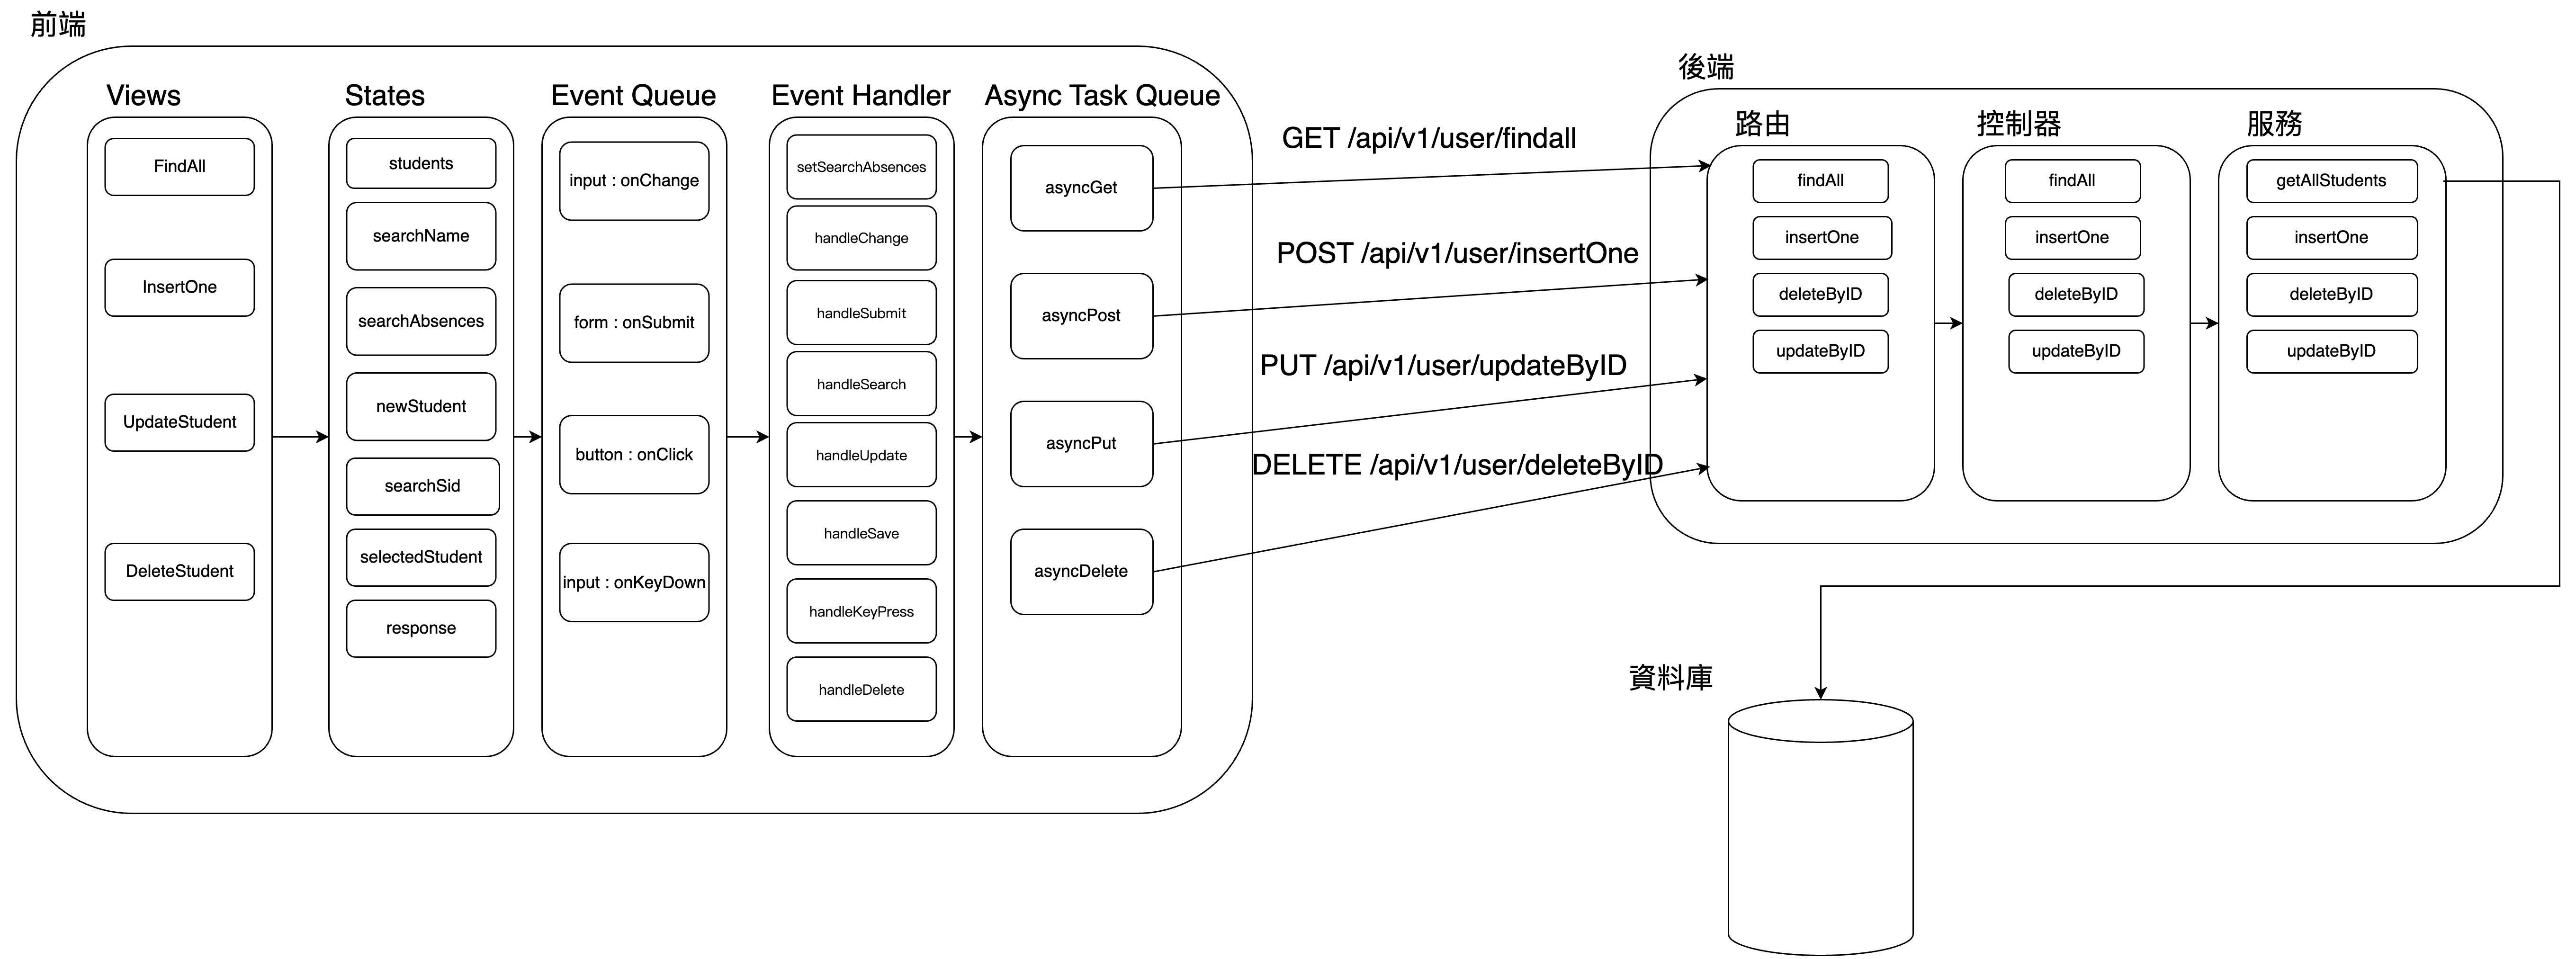 前端
Views
FindAll
InsertOne
UpdateStudent
DeleteStudent
States
students
searchName
searchAbsences
newStudent
searchSid
selectedStudent
response
Event Queue
input : onChange
form : onSubmit
button : onClick
input : onKeyDown
Event Handler
setSearchAbsences
handleChange
handleSubmit
handleSearch
handleUpdate
handleSave
handleKeyPress
handleDelete
Async Task Queue
asyncGet
asyncPost
asyncPut
asyncDelete
GET /api/v1/user/findall
POST /api/v1/user/insertOne
PUT /api/v1/user/updateByID
DELETE /api/v1/user/deleteByID
後端
路由
findAll
insertOne
deleteByID
updateByID
控制器
findAll
insertOne
deleteByID
updateByID
服務
getAllStudents
insertOne
deleteByID
updateByID
資料庫